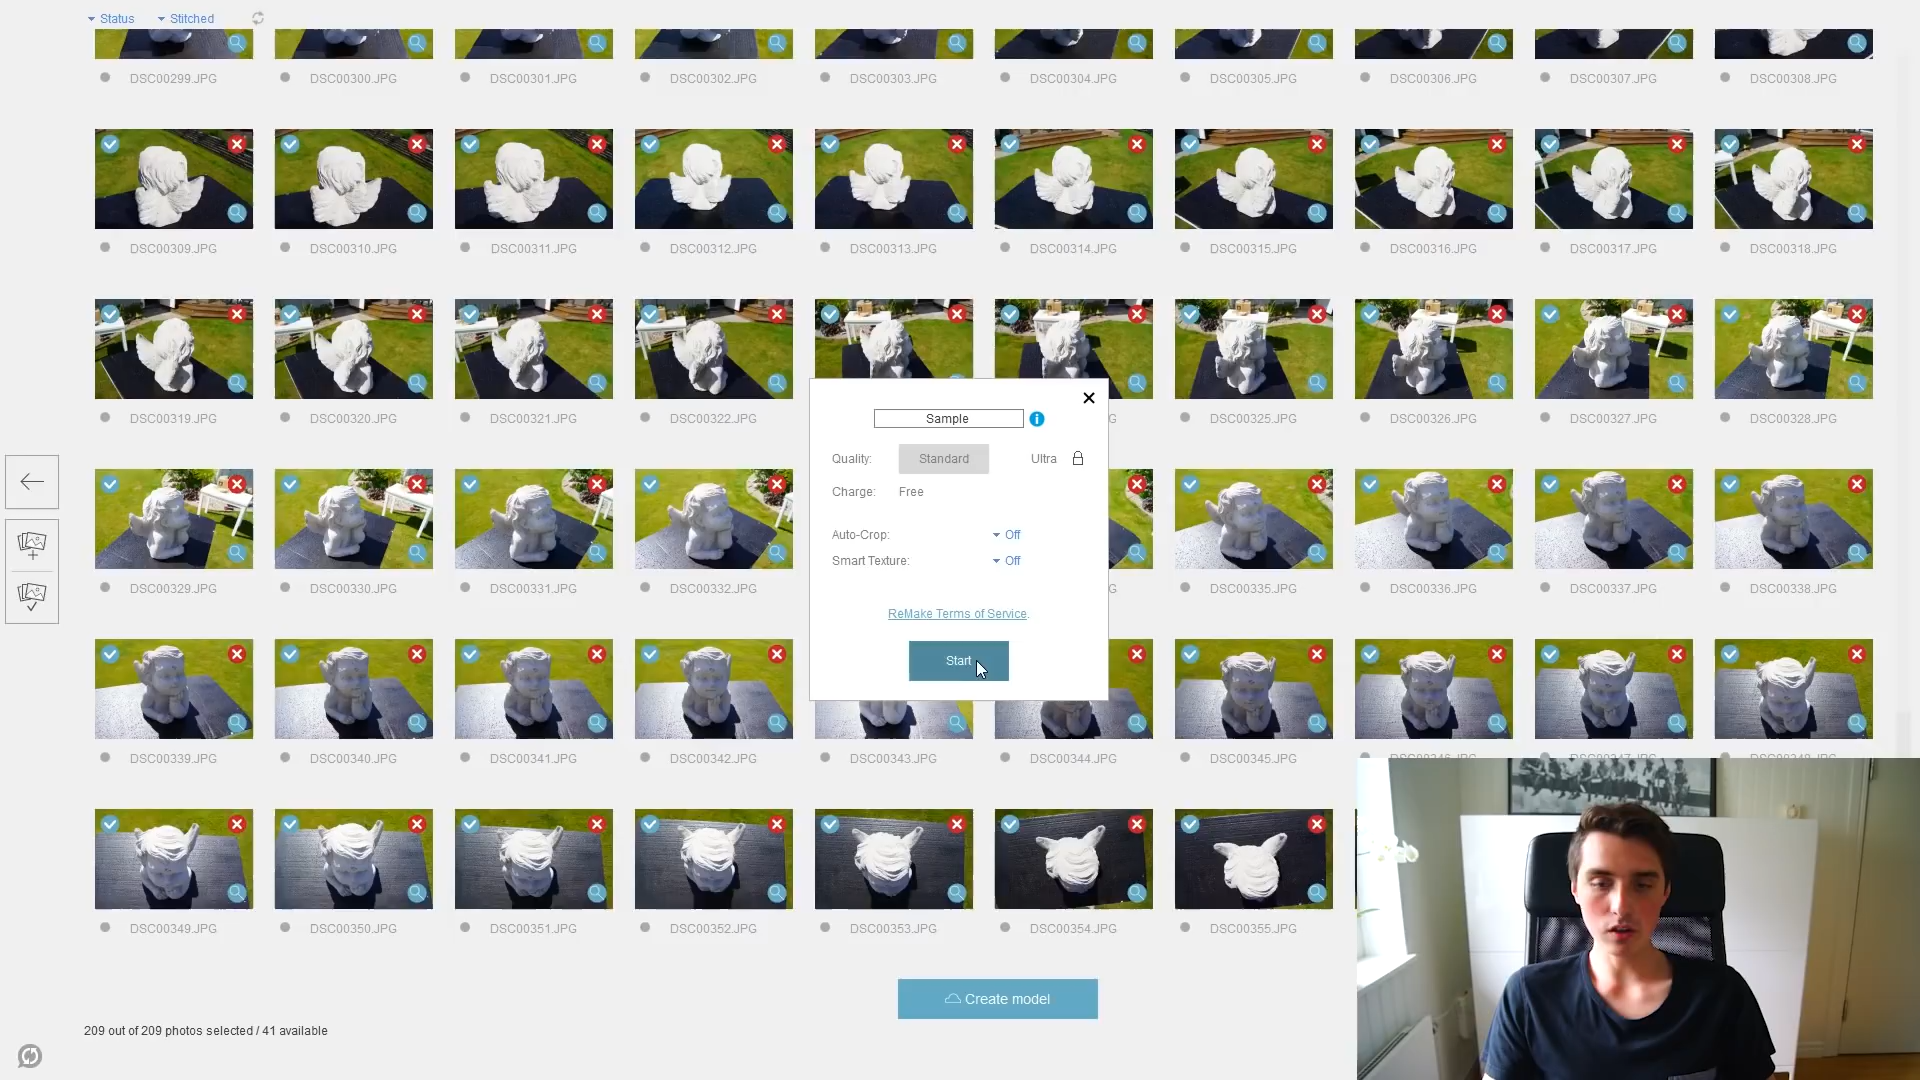 Status Stitched
DSC00299.JPG DSC00300.JPG DSC00301.JPG DSC00302.JPG DSC00303.JPG DSC00304.JPG DSC00305.JPG DSC00306.JPG DSC00307.JPG DSC00308.JPG
DSC00309.JPG DSC00310.JPG DSC00311.JPG DSC00312.JPG DSC00313.JPG DSC00314.JPG DSC00315.JPG DSC00316.JPG DSC00317.JPG DSC00318.JPG
DSC00319.JPG DSC00320.JPG DSC00321.JPG DSC00322.JPG DSC00325.JPG DSC00326.JPG DSC00327.JPG DSC00328.JPG
Sample
Quality: Standard Ultra
Charge: Free
Auto-Crop: Off
Smart Texture: Off
DSC00329.JPG DSC00330.JPG DSC00331.JPG DSC00332.JPG DSC00335.JPG DSC00336.JPG DSC00337.JPG DSC00338.JPG
ReMake Terms of Service.
Start
DSC00339.JPG DSC00340.JPG DSC00341.JPG DSC00342.JPG DSC00343.JPG DSC00344.JPG DSC00345.JPG
DSC00349.JPG DSC00350.JPG DSC00351.JPG DSC00352.JPG DSC00353.JPG DSC00354.JPG DSC00355.JPG
Create model
209 out of 209 photos selected / 41 available